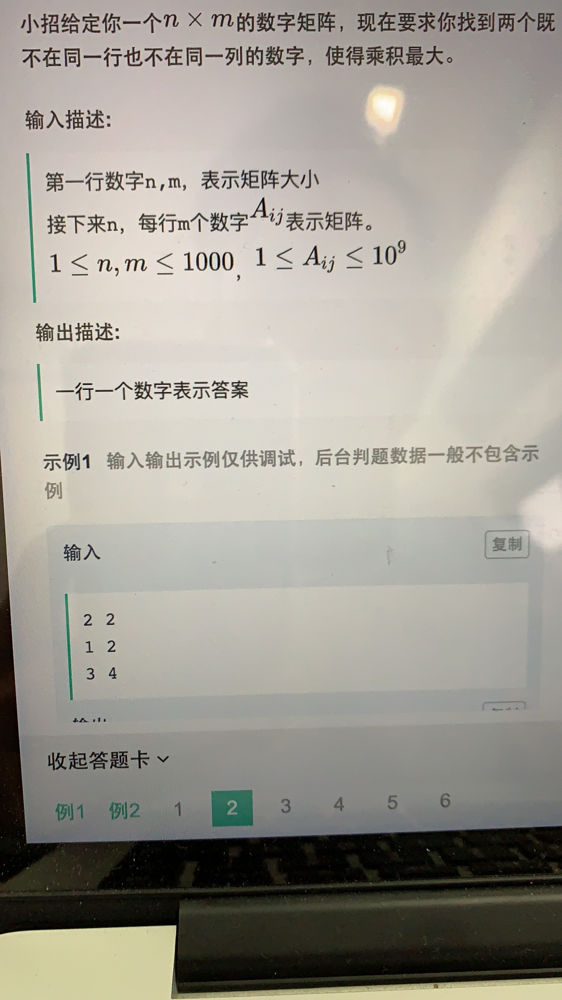 小招给定你一个n × m的数字矩阵，现在要求你找到两个既
不在同一行也不在同一列的数字，使得乘积最大。
输入描述:
第一行数字n,m，表示矩阵大小
接下来n，每行m个数字A_{ij}表示矩阵。
1 ≤ n, m ≤ 1000, 1 ≤ A_{ij} ≤ 10^9
输出描述:
一行一个数字表示答案
示例1 输入输出示例仅供调试，后台判题数据一般不包含示
例
输入 复制
2 2
1 2
3 4
收起答题卡
例1 例2 1 2 3 4 5 6